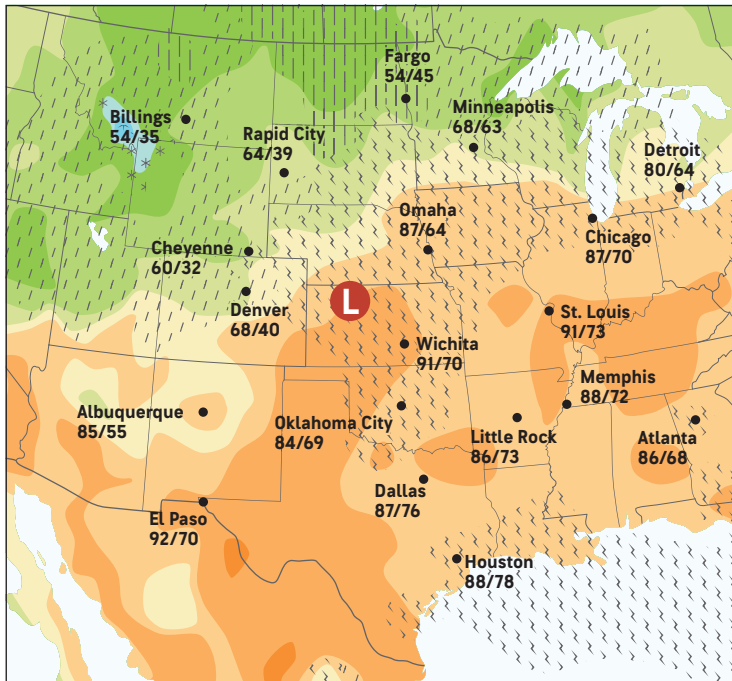 Fargo
54/45
Billings
54/35
Minneapolis
68/63
Rapid City
64/39
Detroit
80/64
Omaha
87/64
Chicago
87/70
Cheyenne
60/32
L
Denver
68/40
St. Louis
91/73
Wichita
91/70
Memphis
88/72
Albuquerque
85/55
Oklahoma City
84/69
Little Rock
86/73
Atlanta
86/68
Dallas
87/76
El Paso
92/70
Houston
88/78